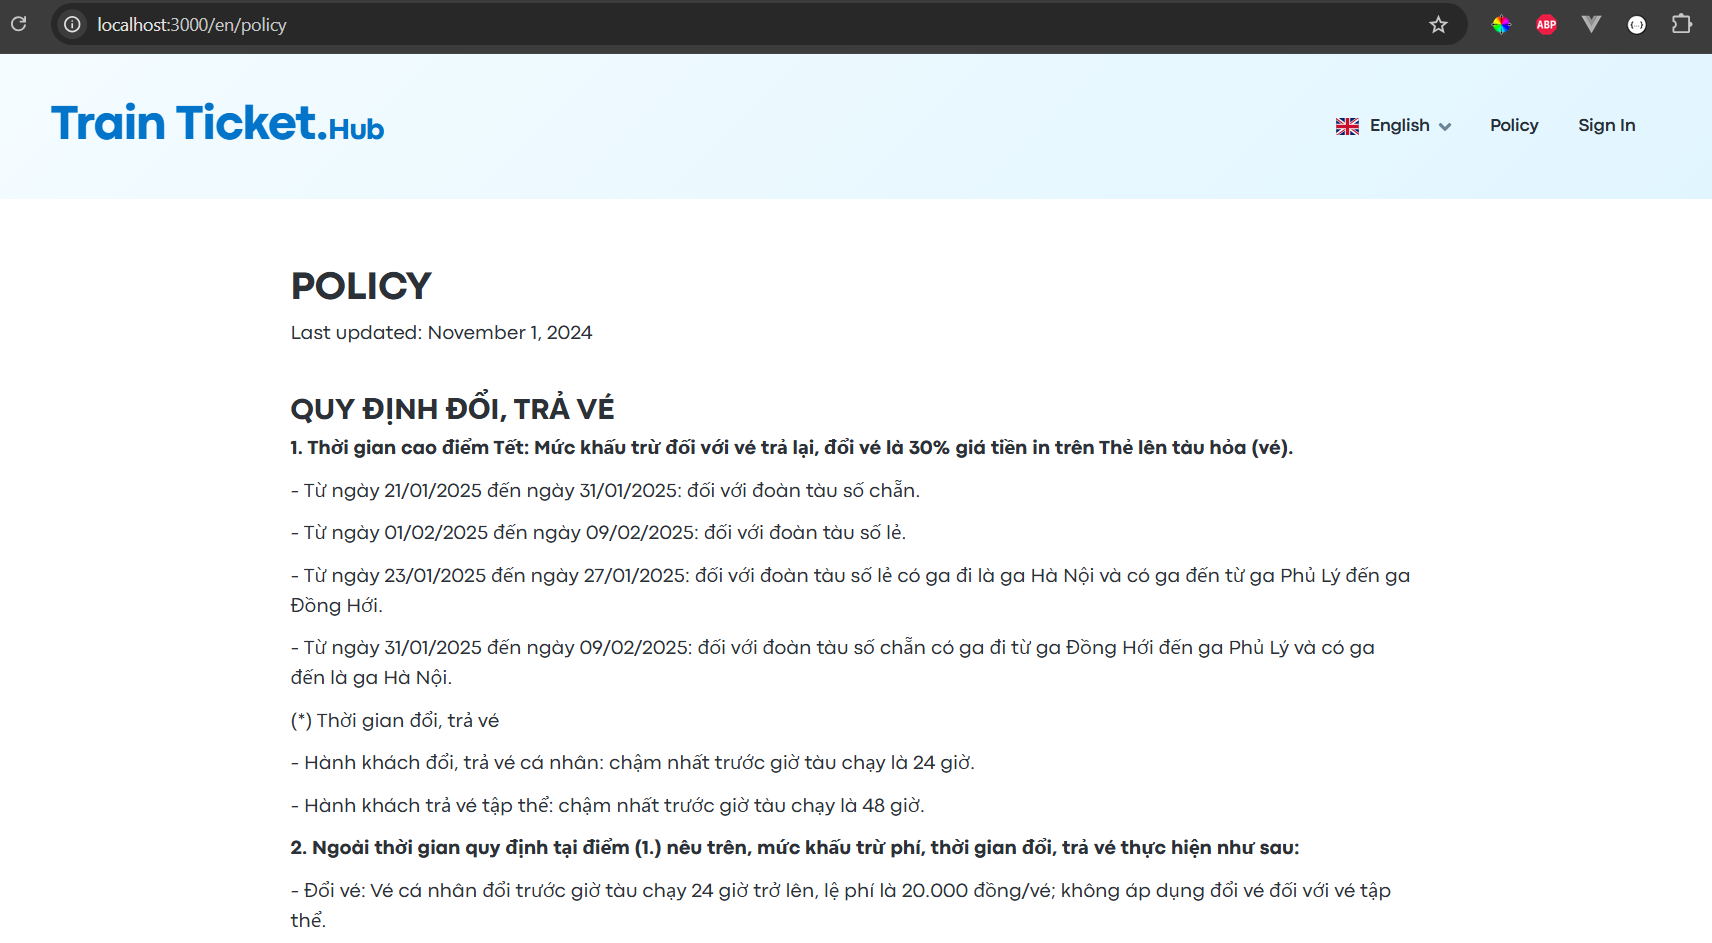 localhost:3000/en/policy
ABP
Train Ticket.Hub
English
Policy
Sign In
POLICY
Last updated: November 1, 2024
QUY ĐỊNH ĐỔI, TRẢ VÉ
1. Thời gian cao điểm Tết: Mức khấu trừ đối với vé trả lại, đổi vé là 30% giá tiền in trên Thẻ lên tàu hỏa (vé).
- Từ ngày 21/01/2025 đến ngày 31/01/2025: đối với đoàn tàu số chẵn.
- Từ ngày 01/02/2025 đến ngày 09/02/2025: đối với đoàn tàu số lẻ.
- Từ ngày 23/01/2025 đến ngày 27/01/2025: đối với đoàn tàu số lẻ có ga đi là ga Hà Nội và có ga đến từ ga Phủ Lý đến ga
Đồng Hới.
- Từ ngày 31/01/2025 đến ngày 09/02/2025: đối với đoàn tàu số chẵn có ga đi từ ga Đồng Hới đến ga Phủ Lý và có ga
đến là ga Hà Nội.
(*) Thời gian đổi, trả vé
- Hành khách đổi, trả vé cá nhân: chậm nhất trước giờ tàu chạy là 24 giờ.
- Hành khách trả vé tập thể: chậm nhất trước giờ tàu chạy là 48 giờ.
2. Ngoài thời gian quy định tại điểm (1.) nêu trên, mức khấu trừ phí, thời gian đổi, trả vé thực hiện như sau:
- Đổi vé: Vé cá nhân đổi trước giờ tàu chạy 24 giờ trở lên, lệ phí là 20.000 đồng/vé; không áp dụng đổi vé đối với vé tập
thể.